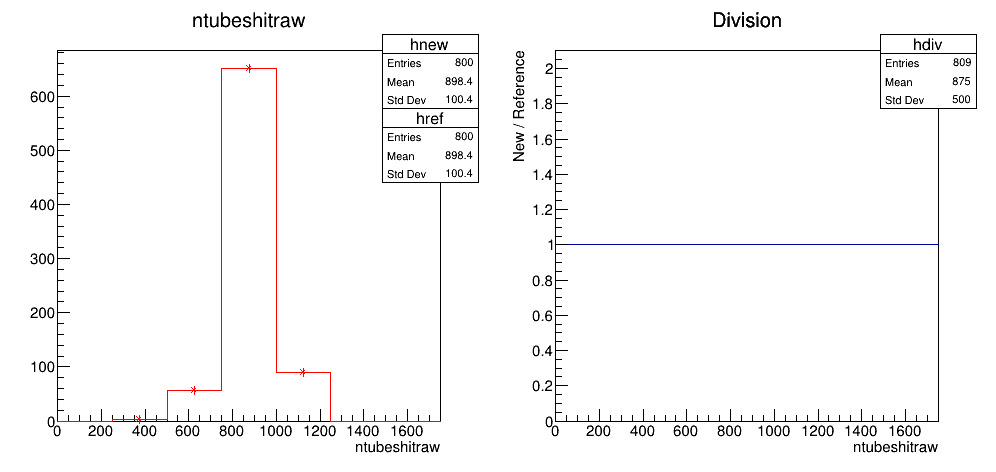 ntubeshitraw
hnew
Entries 800
Mean 898.4
Std Dev 100.4
href
Entries 800
Mean 898.4
Std Dev 100.4
600
500
400
300
200
100
0
0 200 400 600 800 1000 1200 1400 1600
ntubeshitraw
Division
hdiv
Entries 809
Mean 875
Std Dev 500
New / Reference
2
1.8
1.6
1.4
1.2
1
0.8
0.6
0.4
0.2
0
0 200 400 600 800 1000 1200 1400 1600
ntubeshitraw